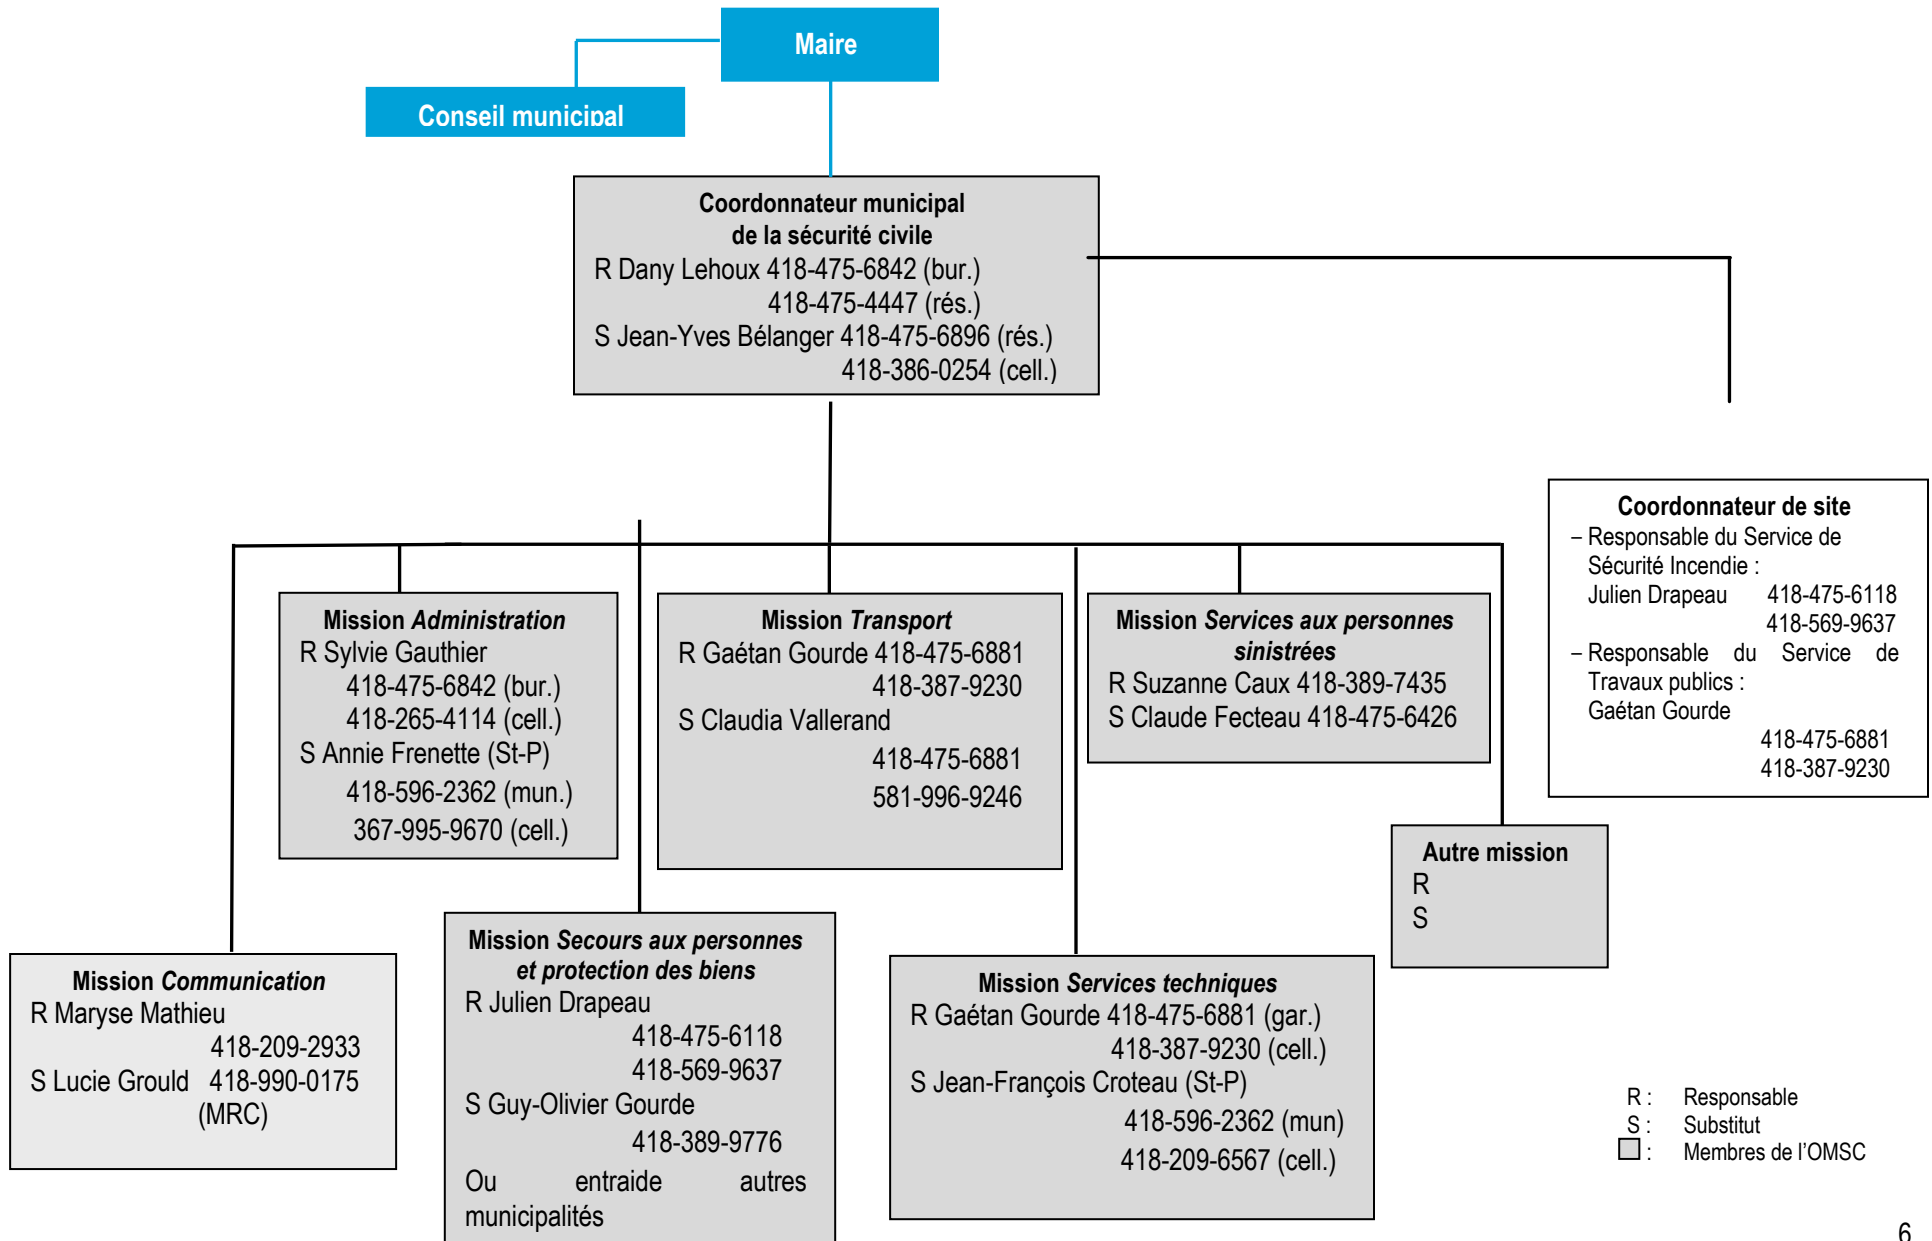 Maire
Conseil municipal
Coordonnateur municipal
de la sécurité civile
R Dany Lehoux 418-475-6842 (bur.)
418-475-4447 (rés.)
S Jean-Yves Bélanger 418-475-6896 (rés.)
418-386-0254 (cell.)
Coordonnateur de site
– Responsable du Service de
Sécurité Incendie :
Julien Drapeau 418-475-6118
418-569-9637
– Responsable du Service de
Travaux publics :
Gaétan Gourde
418-475-6881
418-387-9230
Mission Administration
R Sylvie Gauthier
418-475-6842 (bur.)
418-265-4114 (cell.)
S Annie Frenette (St-P)
418-596-2362 (mun.)
367-995-9670 (cell.)
Mission Transport
R Gaétan Gourde 418-475-6881
418-387-9230
S Claudia Vallerand
418-475-6881
581-996-9246
Mission Services aux personnes
sinistrées
R Suzanne Caux 418-389-7435
S Claude Fecteau 418-475-6426
Autre mission
R
S
Mission Communication
R Maryse Mathieu
418-209-2933
S Lucie Grould 418-990-0175
(MRC)
Mission Secours aux personnes
et protection des biens
R Julien Drapeau
418-475-6118
418-569-9637
S Guy-Olivier Gourde
418-389-9776
Ou entraide autres
municipalités
Mission Services techniques
R Gaétan Gourde 418-475-6881 (gar.)
418-387-9230 (cell.)
S Jean-François Croteau (St-P)
418-596-2362 (mun)
418-209-6567 (cell.)
R : Responsable
S : Substitut
: Membres de l'OMSC
6